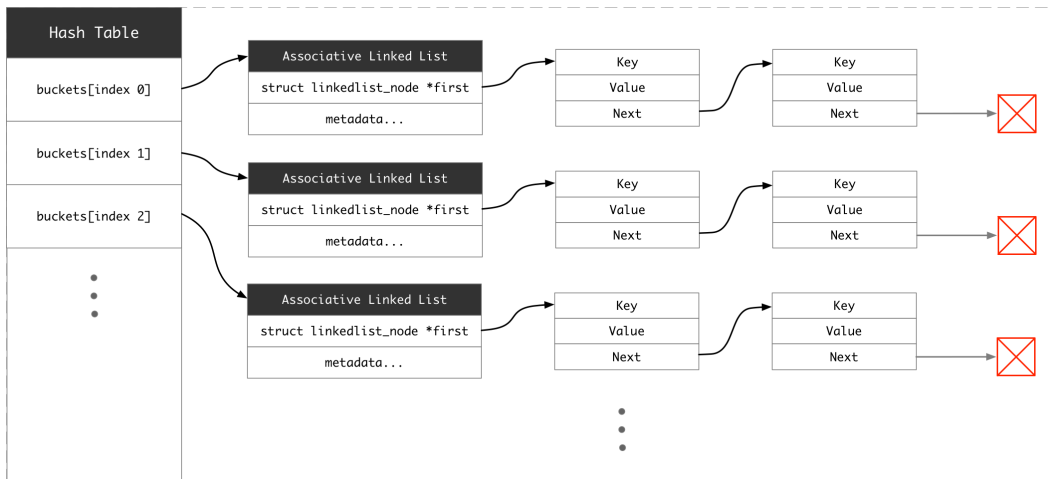 Hash Table
buckets[index 0]
buckets[index 1]
buckets[index 2]
Associative Linked List
struct linkedlist_node *first
metadata...
Key
Value
Next
Key
Value
Next
Associative Linked List
struct linkedlist_node *first
metadata...
Key
Value
Next
Key
Value
Next
Associative Linked List
struct linkedlist_node *first
metadata...
Key
Value
Next
Key
Value
Next